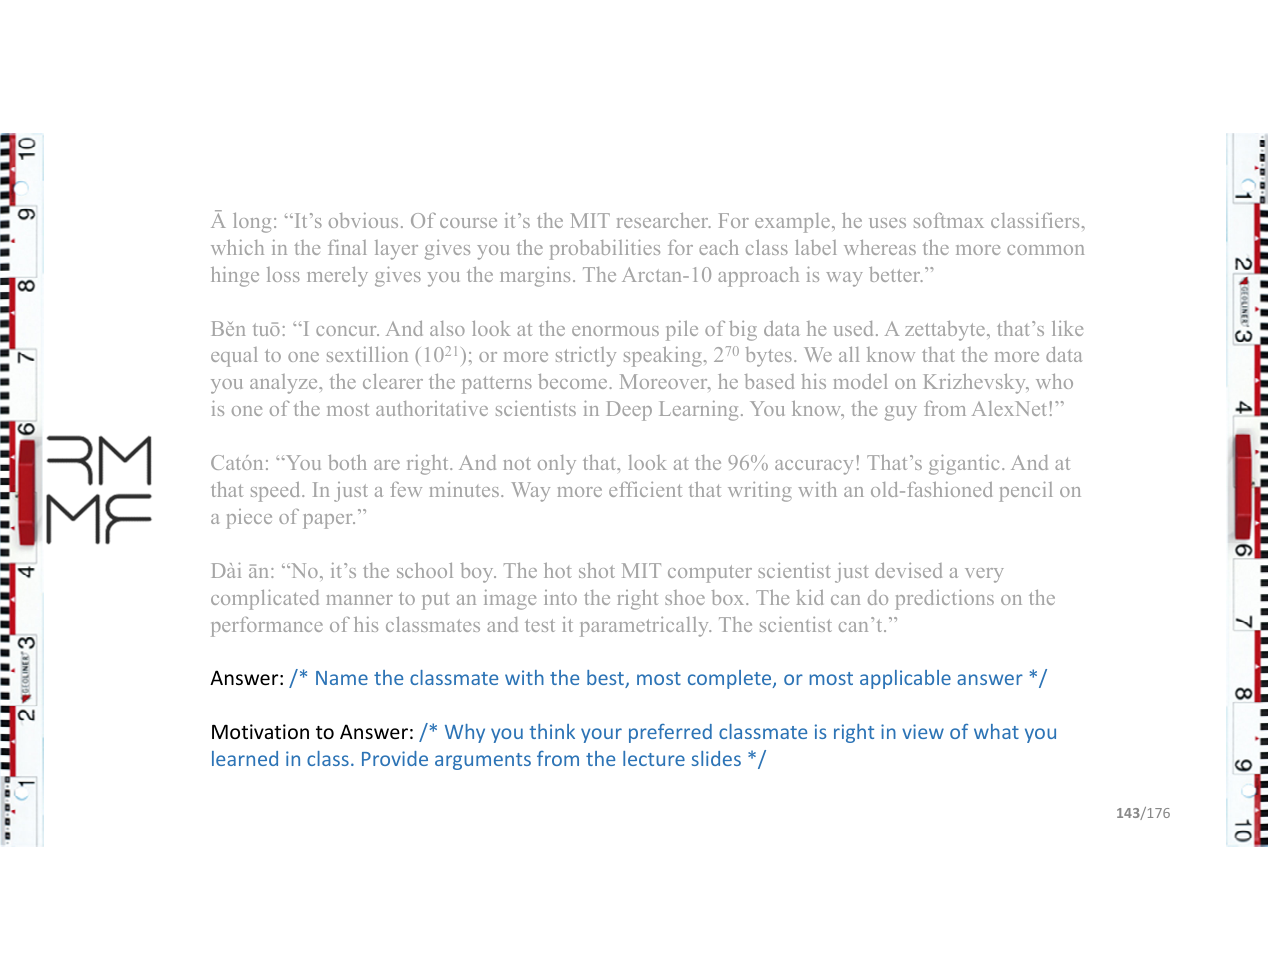 Ā long: “It’s obvious. Of course it’s the MIT researcher. For example, he uses softmax classifiers,
which in the final layer gives you the probabilities for each class label whereas the more common
hinge loss merely gives you the margins. The Arctan-10 approach is way better.”
Běn tuō: “I concur. And also look at the enormous pile of big data he used. A zettabyte, that’s like
equal to one sextillion (10²¹); or more strictly speaking, 2⁷⁰ bytes. We all know that the more data
you analyze, the clearer the patterns become. Moreover, he based his model on Krizhevsky, who
is one of the most authoritative scientists in Deep Learning. You know, the guy from AlexNet!”
Catón: “You both are right. And not only that, look at the 96% accuracy! That’s gigantic. And at
that speed. In just a few minutes. Way more efficient that writing with an old-fashioned pencil on
a piece of paper.”
Dài ān: “No, it’s the school boy. The hot shot MIT computer scientist just devised a very
complicated manner to put an image into the right shoe box. The kid can do predictions on the
performance of his classmates and test it parametrically. The scientist can’t.”
Answer: /* Name the classmate with the best, most complete, or most applicable answer */
Motivation to Answer: /* Why you think your preferred classmate is right in view of what you
learned in class. Provide arguments from the lecture slides */
143/176
RM
MF
10
9
8
7
6
4
3
GEOLINER
2
1
1
2
GEOLINER
3
4
6
7
8
9
10